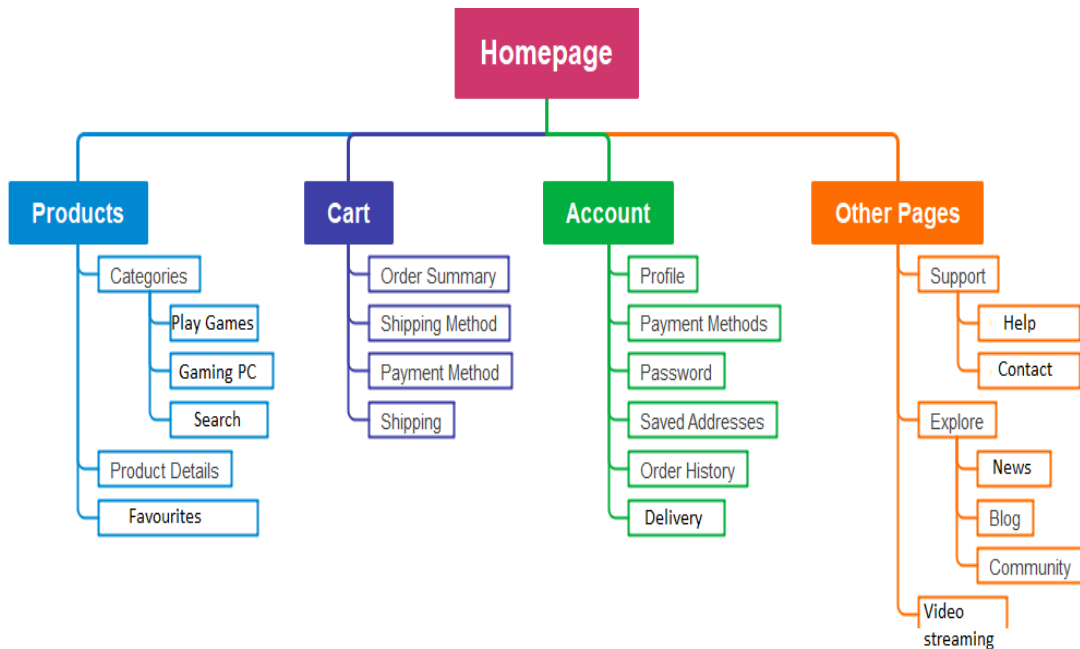 Homepage
Products
Categories
Play Games
Gaming PC
Search
Product Details
Favourites
Cart
Order Summary
Shipping Method
Payment Method
Shipping
Account
Profile
Payment Methods
Password
Saved Addresses
Order History
Delivery
Other Pages
Support
Help
Contact
Explore
News
Blog
Community
Video
streaming